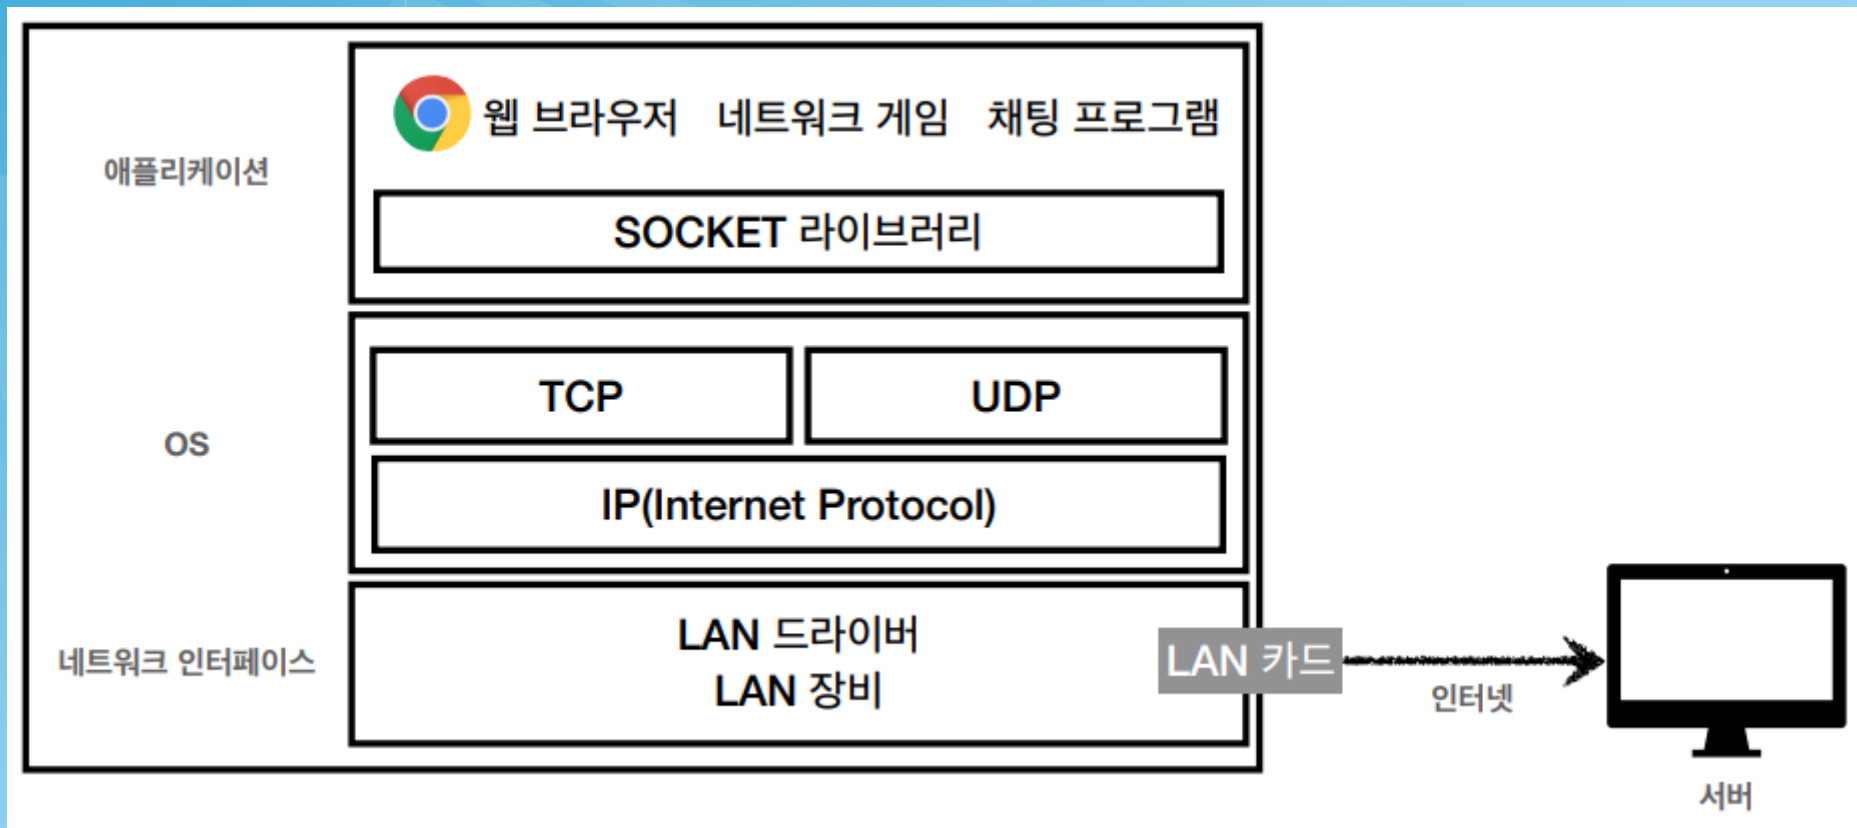 웹 브라우저 네트워크 게임 채팅 프로그램
애플리케이션
SOCKET 라이브러리
TCP UDP
OS
IP(Internet Protocol)
LAN 드라이버
네트워크 인터페이스
LAN 카드
LAN 장비
인터넷
서버